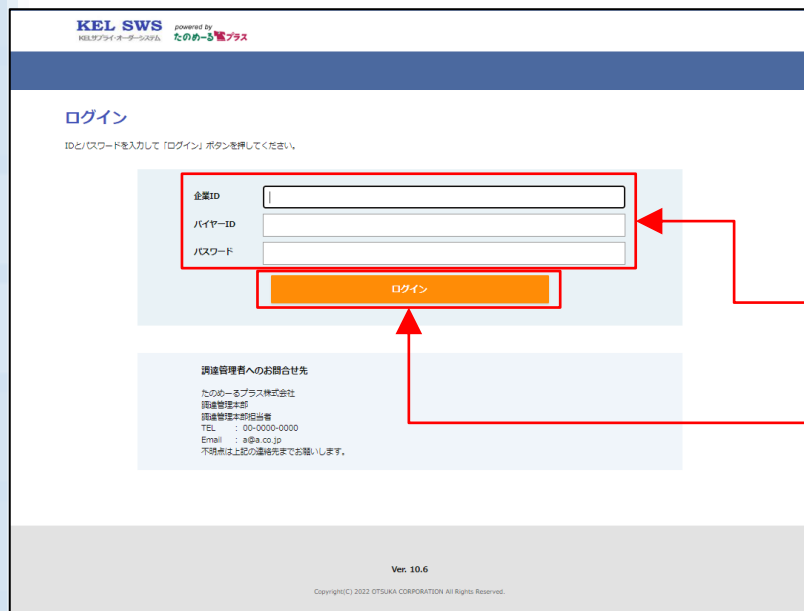 KEL SWS powered by
KELサプライ・オーダーシステム たのめーるプラス
ログイン
IDとパスワードを入力して「ログイン」ボタンを押してください。
企業ID
バイヤーID
パスワード
ログイン
調達管理者へのお問合せ先
たのめーるプラス株式会社
調達管理本部
調達管理本部担当者
TEL : 00-0000-0000
Email : a@a.co.jp
不明点は上記の連絡先までお願いします。
Ver. 10.6
Copyright(C) 2022 OTSUKA CORPORATION All Rights Reserved.